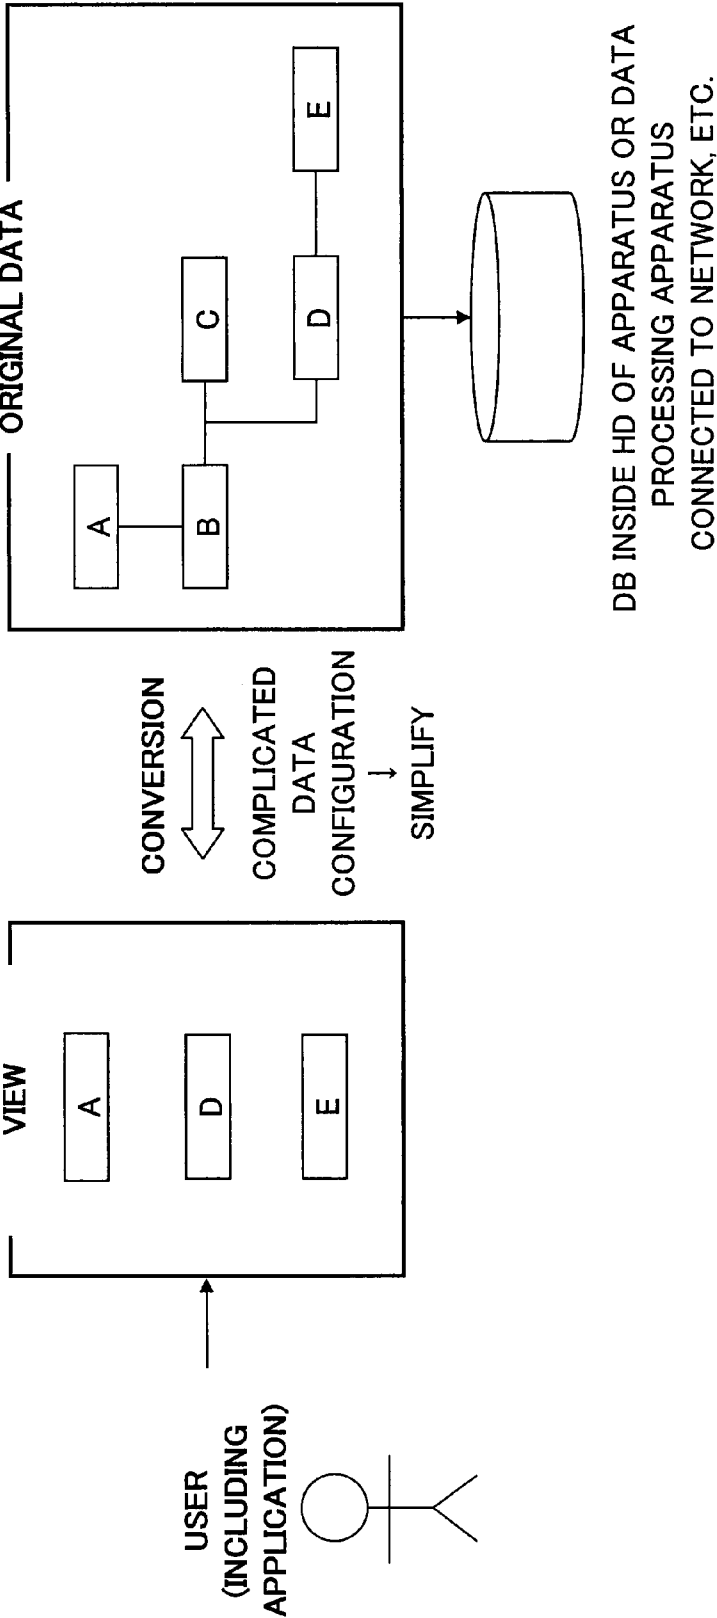 USER
(INCLUDING
APPLICATION)
VIEW
A
D
E
CONVERSION
COMPLICATED
DATA
CONFIGURATION
↓
SIMPLIFY
ORIGINAL DATA
A
B
C
D
E
DB INSIDE HD OF APPARATUS OR DATA
PROCESSING APPARATUS
CONNECTED TO NETWORK, ETC.